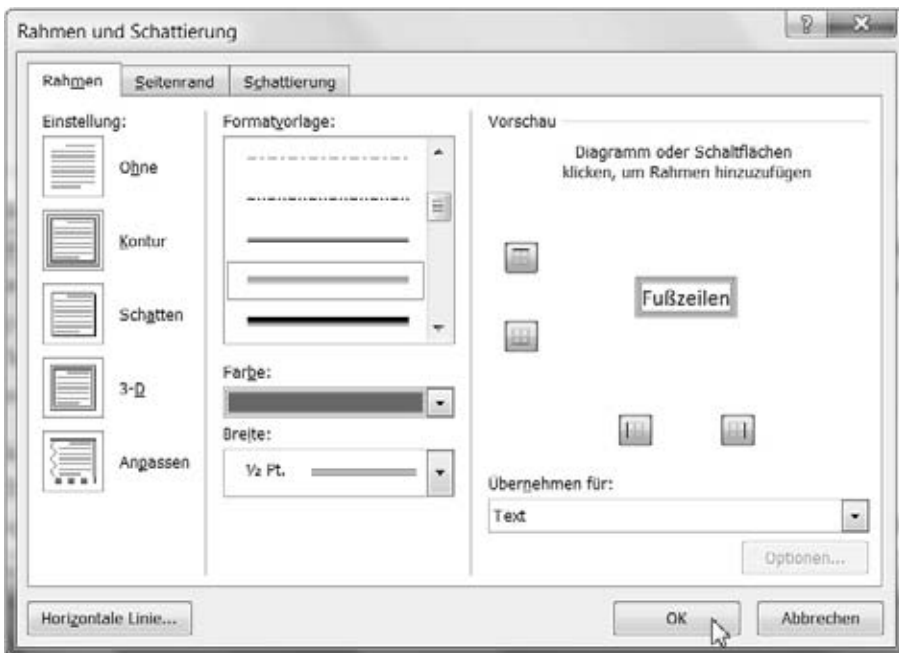 Rahmen und Schattierung
?
Rahmen Seitenrand Schattierung
Einstellung:
Ohne
Kontur
Schatten
3-D
Anpassen
Formatvorlage:
Farbe:
Breite:
½ Pt.
Vorschau
Diagramm oder Schaltflächen
klicken, um Rahmen hinzuzufügen
Fußzeilen
Übernehmen für:
Text
Optionen...
Horizontale Linie...
OK
Abbrechen